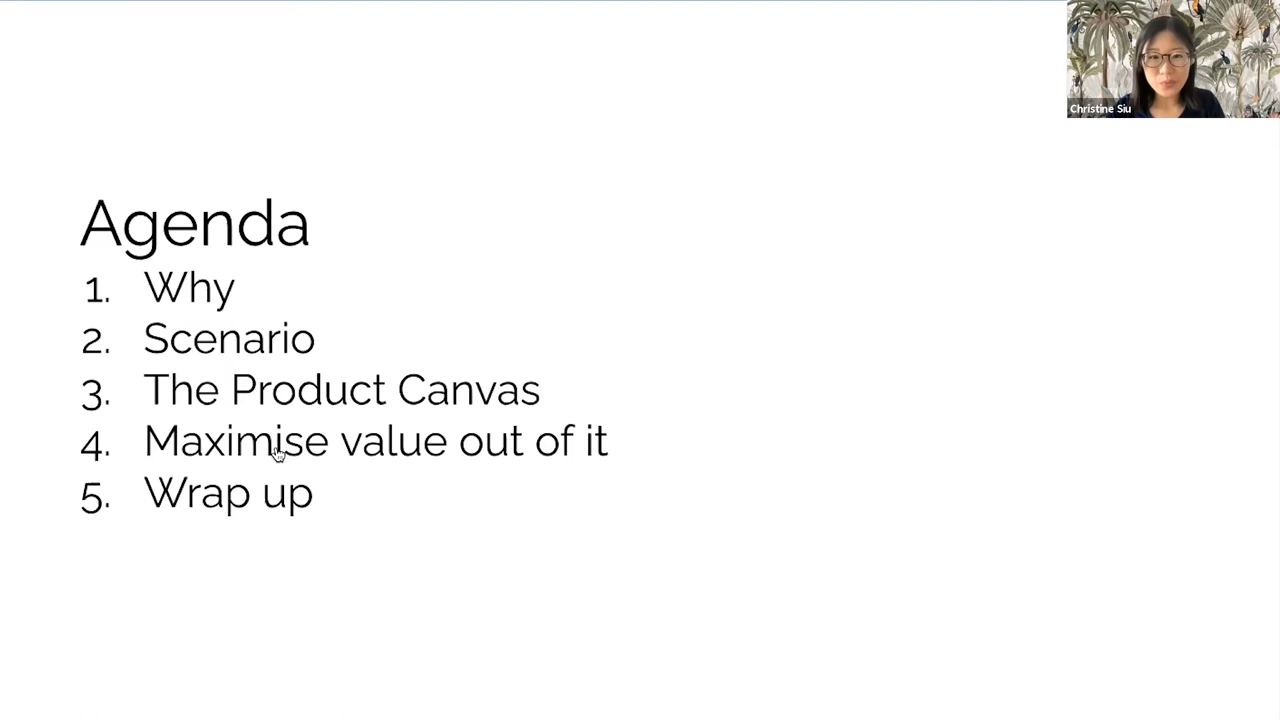 Christine Siu
Agenda
1. Why
2. Scenario
3. The Product Canvas
4. Maximise value out of it
5. Wrap up